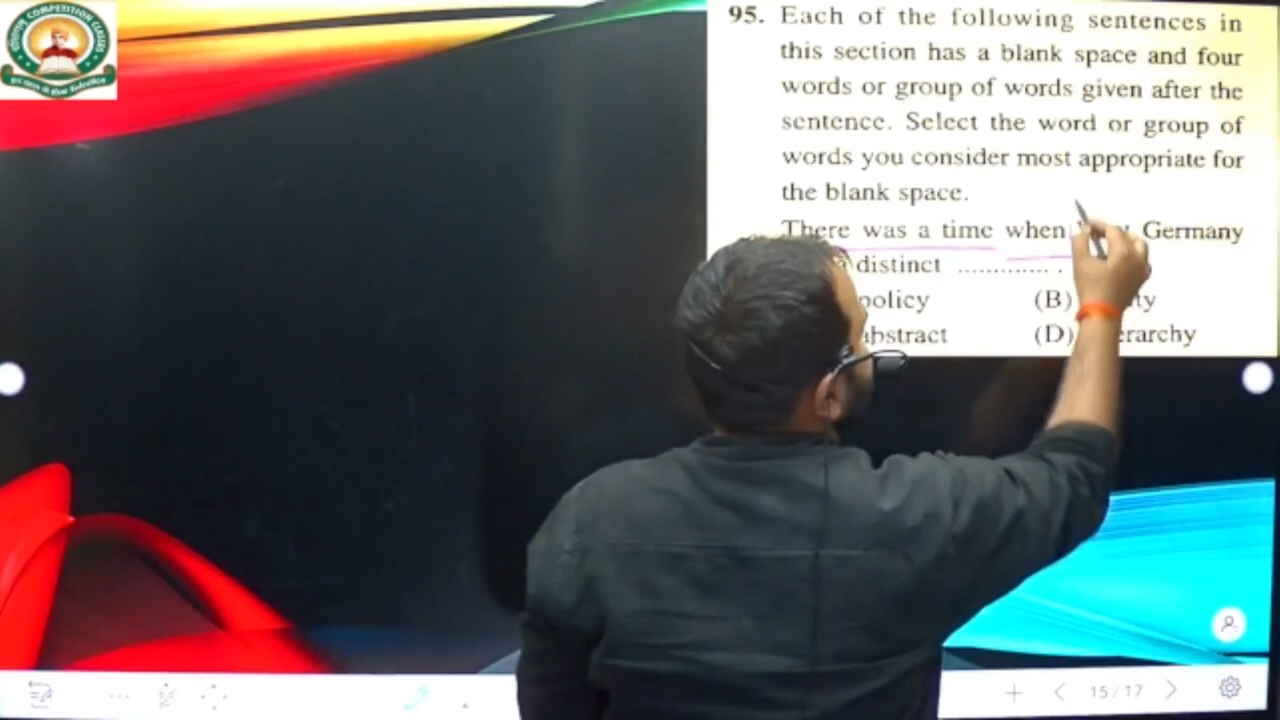 95. Each of the following sentences in
this section has a blank space and four
words or group of words given after the
sentence. Select the word or group of
words you consider most appropriate for
the blank space.
There was a time when Germany
a distinct .............. .
policy (B)
abstract (D)
15/17